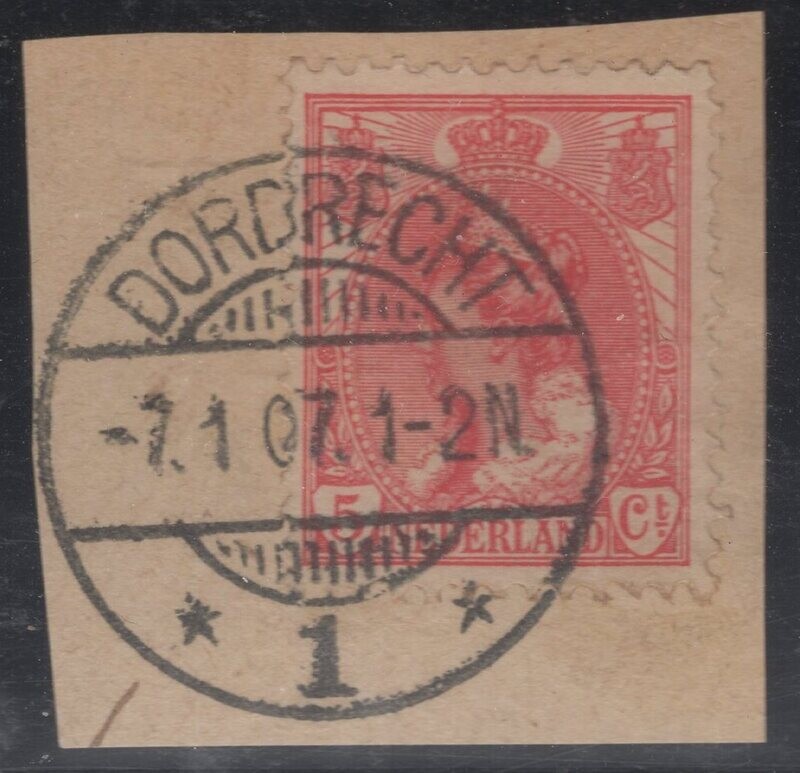 DORDRECHT
-7.1 07.1-2N
* 1 *
5 NEDERLAND Ct.